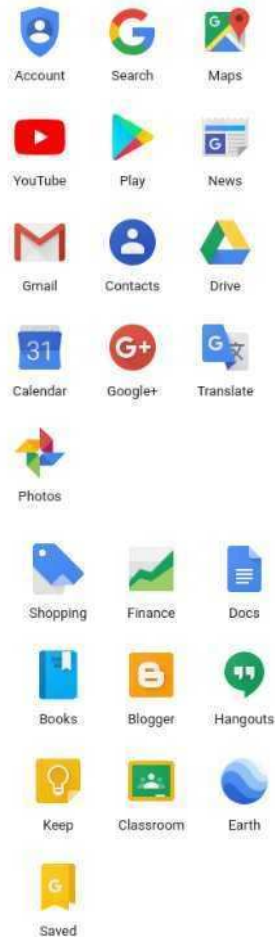 Account Search Maps
YouTube Play News
Gmail Contacts Drive
31
Calendar Google+ Translate
Photos
Shopping Finance Docs
Books Blogger Hangouts
Keep Classroom Earth
Saved